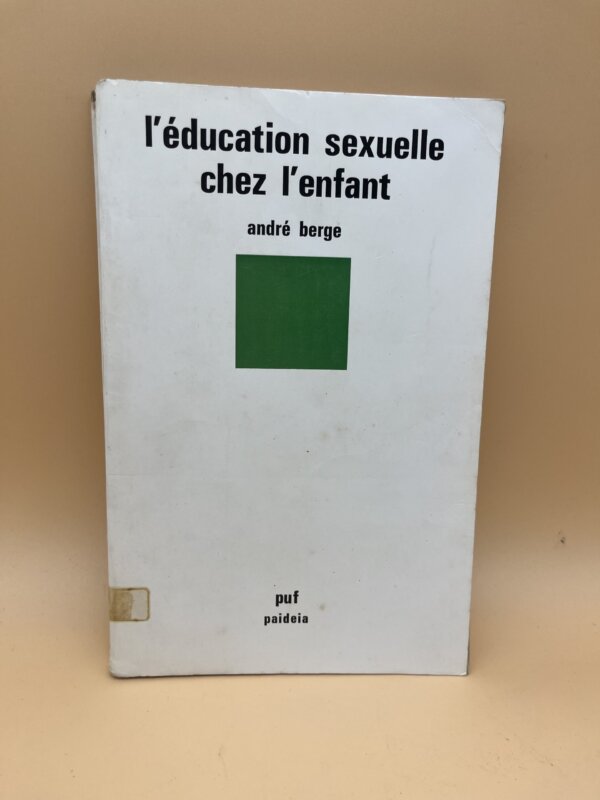 l'éducation sexuelle
chez l'enfant
andré berge
puf
paideia